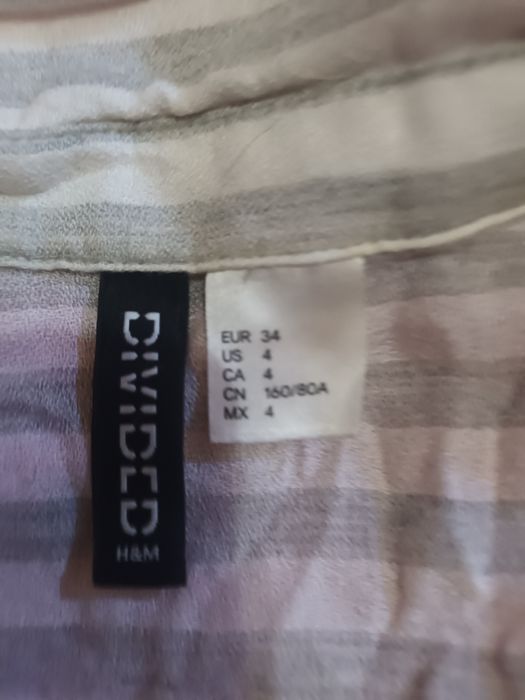 DIVIDED
H&M
EUR 34
US 4
CA 4
CN 160/80A
MX 4